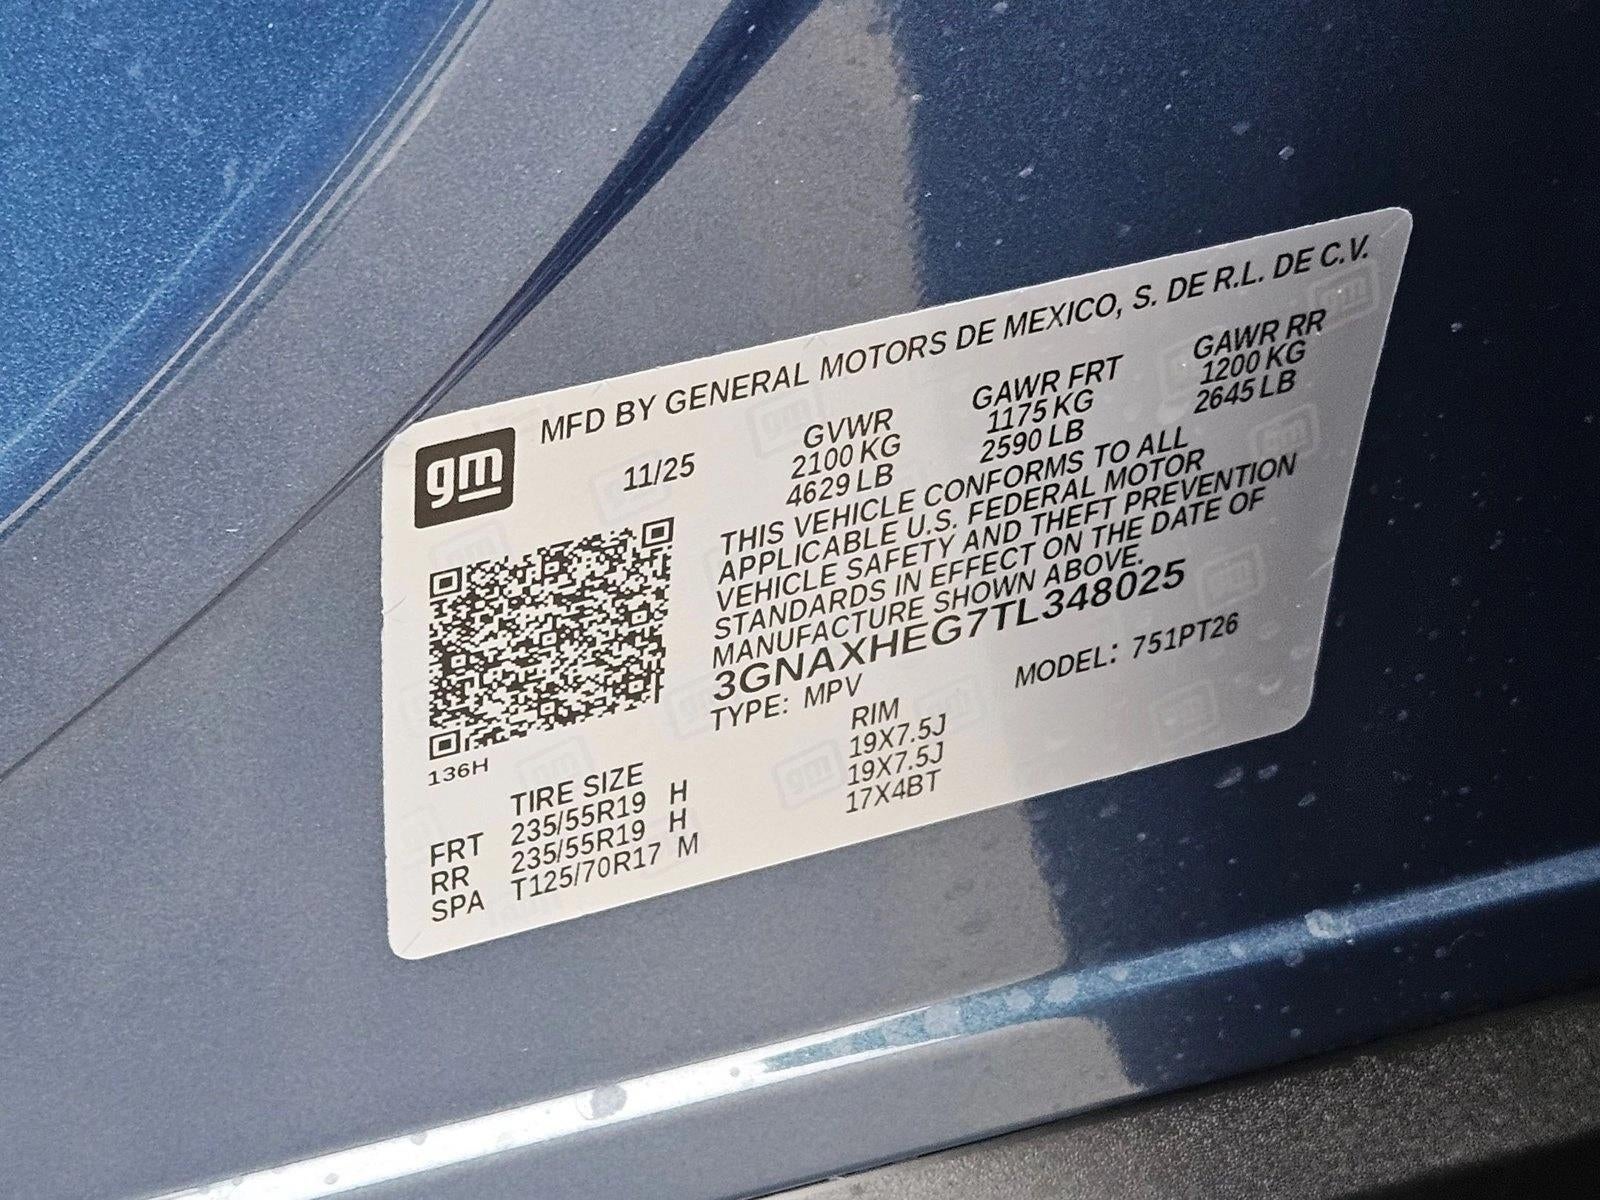 MFD BY GENERAL MOTORS DE MEXICO, S. DE R.L. DE C.V.
gm
11/25
GVWR GAWR FRT GAWR RR
2100 KG 1175 KG 1200 KG
4629 LB 2590 LB 2645 LB
THIS VEHICLE CONFORMS TO ALL
APPLICABLE U.S. FEDERAL MOTOR
VEHICLE SAFETY AND THEFT PREVENTION
STANDARDS IN EFFECT ON THE DATE OF
MANUFACTURE SHOWN ABOVE.
3GNAXHEG7TL348025
TYPE: MPV MODEL: 751PT26
136H
TIRE SIZE RIM
FRT 235/55R19 H 19X7.5J
RR 235/55R19 H 19X7.5J
SPA T125/70R17 M 17X4BT